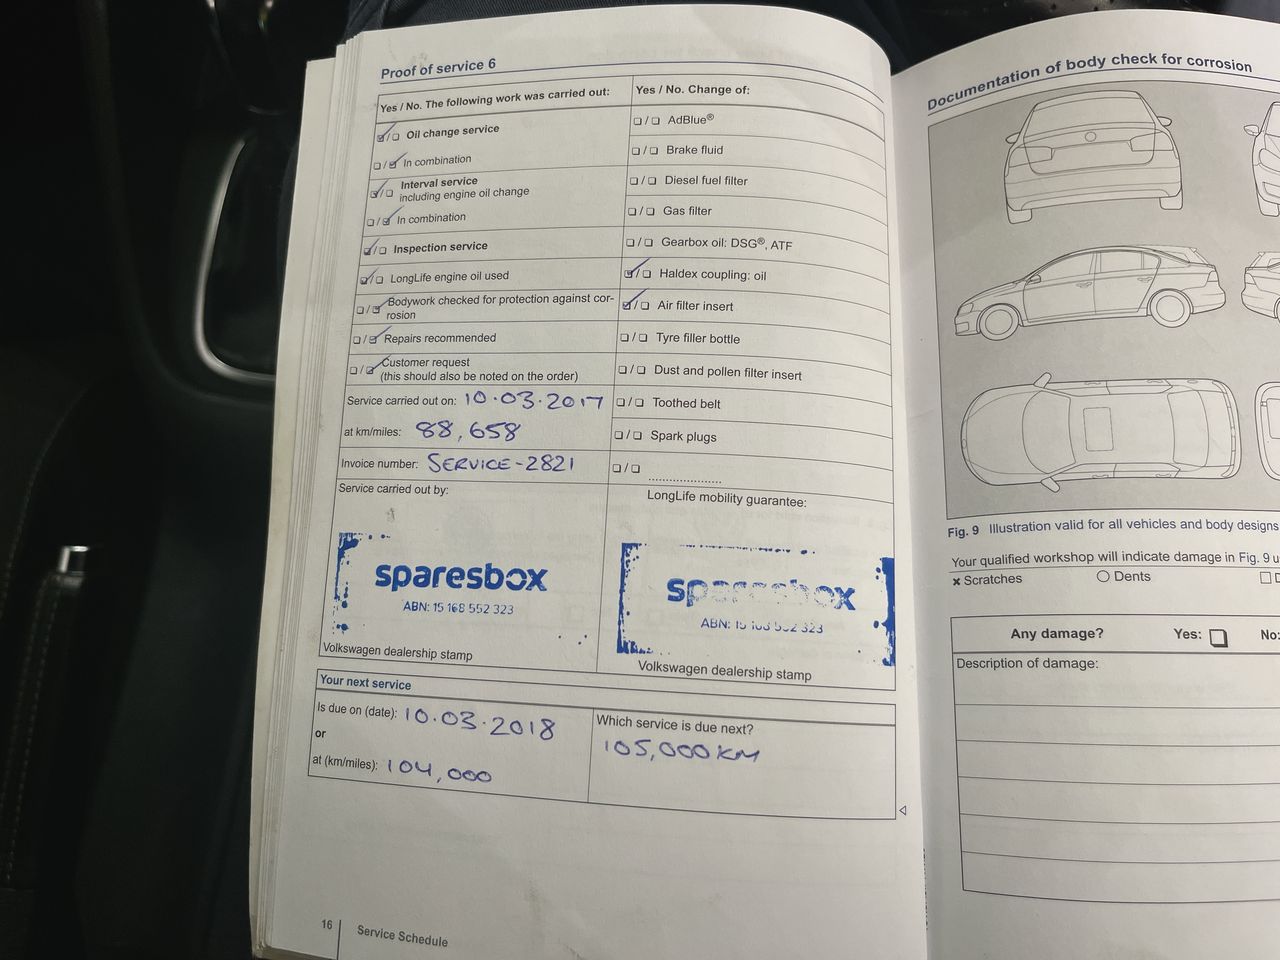 Proof of service 6
Yes / No. The following work was carried out:
☑/☐ Oil change service
☐/☑ In combination
☑/☐ Interval service
including engine oil change
☐/☑ In combination
☑/☐ Inspection service
☑/☐ LongLife engine oil used
☐/☑ Bodywork checked for protection against cor-
rosion
☐/☑ Repairs recommended
☐/☑ Customer request
(this should also be noted on the order)
Service carried out on: 10.03.2017
at km/miles: 88,658
Invoice number: SERVICE-2821
Service carried out by:
sparesbox
ABN: 15 168 552 323
Volkswagen dealership stamp
Yes / No. Change of:
☐/☐ AdBlue®
☐/☐ Brake fluid
☐/☐ Diesel fuel filter
☐/☐ Gas filter
☐/☐ Gearbox oil: DSG®, ATF
☑/☐ Haldex coupling: oil
☑/☐ Air filter insert
☐/☐ Tyre filler bottle
☐/☐ Dust and pollen filter insert
☐/☐ Toothed belt
☐/☐ Spark plugs
☐/☐ ....................
LongLife mobility guarantee:
sparesbox
ABN: 15 168 552 323
Volkswagen dealership stamp
Your next service
Is due on (date): 10.03.2018
or
at (km/miles): 104,000
Which service is due next?
105,000KM
16 Service Schedule
Documentation of body check for corrosion
Fig. 9 Illustration valid for all vehicles and body designs
Your qualified workshop will indicate damage in Fig. 9
× Scratches ○ Dents
Any damage? Yes: ☐ No:
Description of damage: